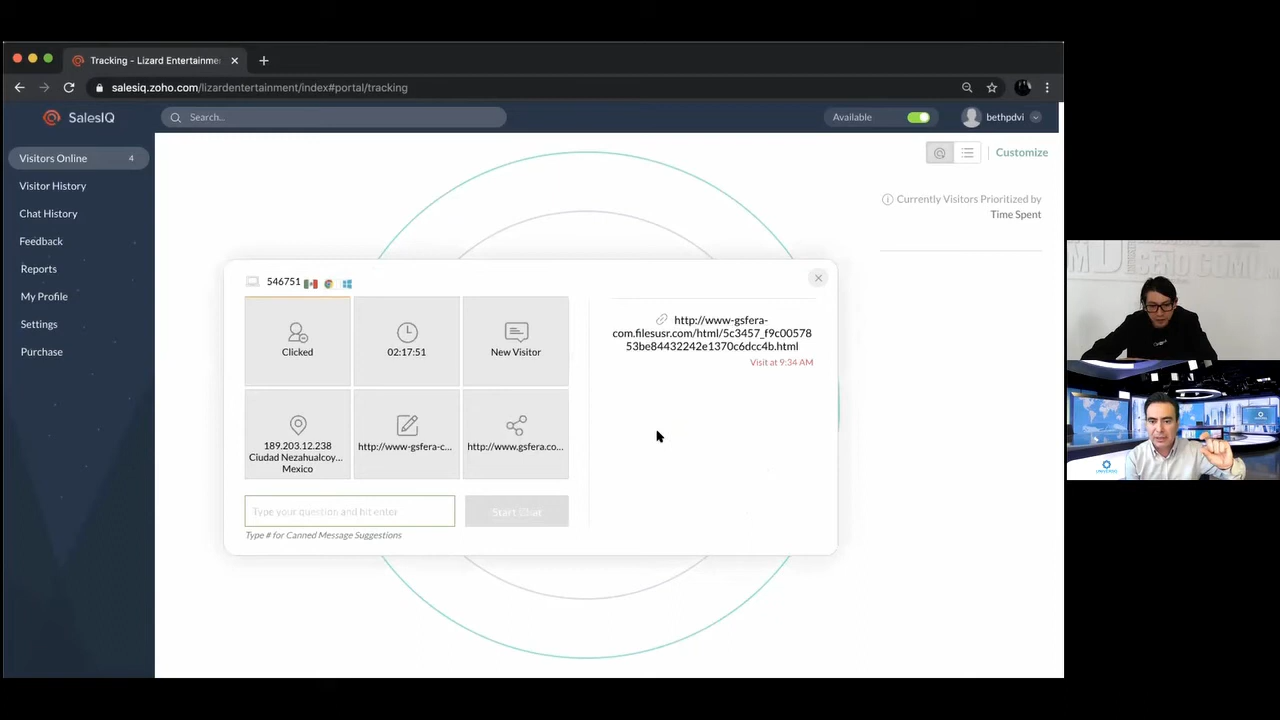 Tracking - Lizard Entertainme
salesiq.zoho.com/lizardentertainment/index#portal/tracking
SalesIQ
Search...
Available
bethpdvi
Visitors Online 4
Visitor History
Chat History
Feedback
Reports
My Profile
Settings
Purchase
Customize
Currently Visitors Prioritized by
Time Spent
546751
Clicked
02:17:51
New Visitor
189.203.12.238
Ciudad Nezahualcoy...
Mexico
http://www-gsfera-c...
http://www.gsfera.co...
Type your question and hit enter
Start Chat
Type # for Canned Message Suggestions
http://www-gsfera-
com.filesusr.com/html/5c3457_f9c00578
53be84432242e1370c6dcc4b.html
Visit at 9:34 AM